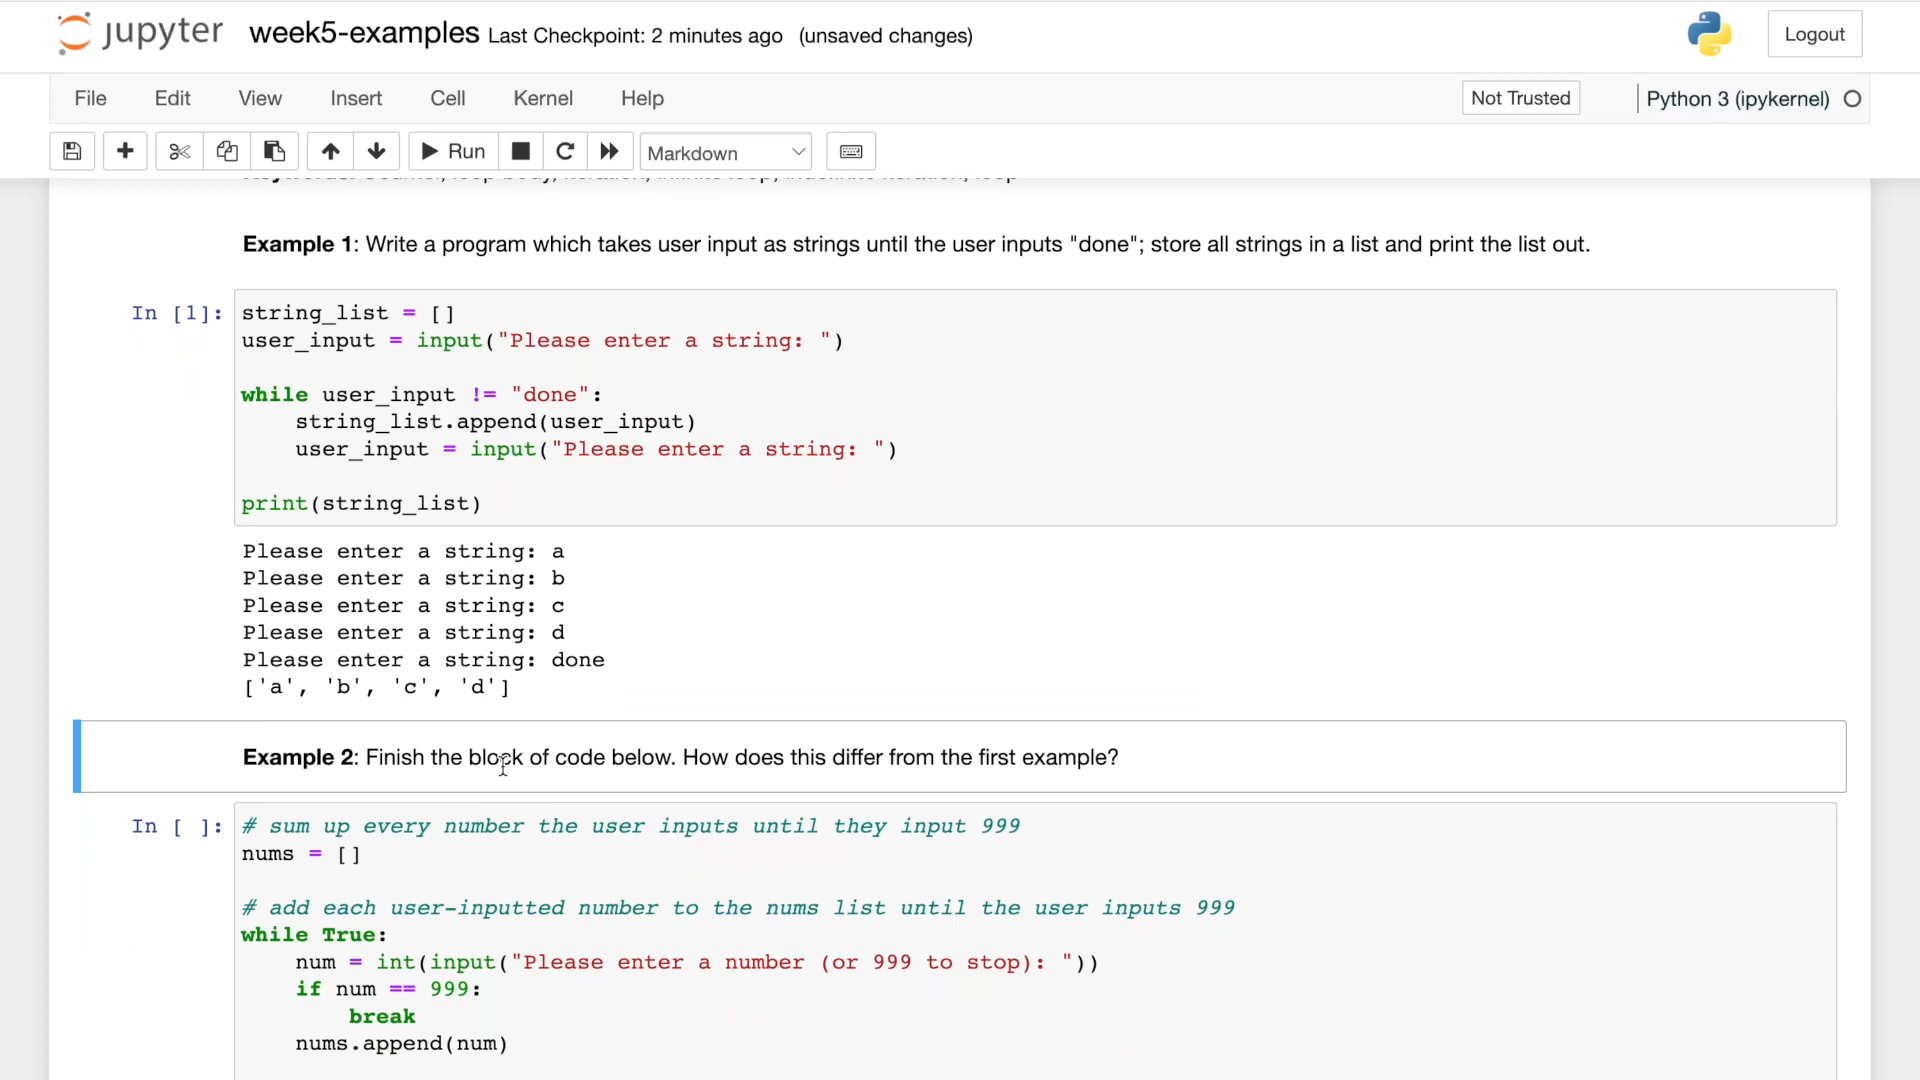 jupyter week5-examples Last Checkpoint: 2 minutes ago (unsaved changes) Logout
File Edit View Insert Cell Kernel Help Not Trusted Python 3 (ipykernel)
Run Markdown
Example 1: Write a program which takes user input as strings until the user inputs "done"; store all strings in a list and print the list out.
In [1]: string_list = []
user_input = input("Please enter a string: ")
while user_input != "done":
    string_list.append(user_input)
    user_input = input("Please enter a string: ")
print(string_list)
Please enter a string: a
Please enter a string: b
Please enter a string: c
Please enter a string: d
Please enter a string: done
['a', 'b', 'c', 'd']
Example 2: Finish the block of code below. How does this differ from the first example?
In [ ]: # sum up every number the user inputs until they input 999
nums = []
# add each user-inputted number to the nums list until the user inputs 999
while True:
    num = int(input("Please enter a number (or 999 to stop): "))
    if num == 999:
        break
    nums.append(num)